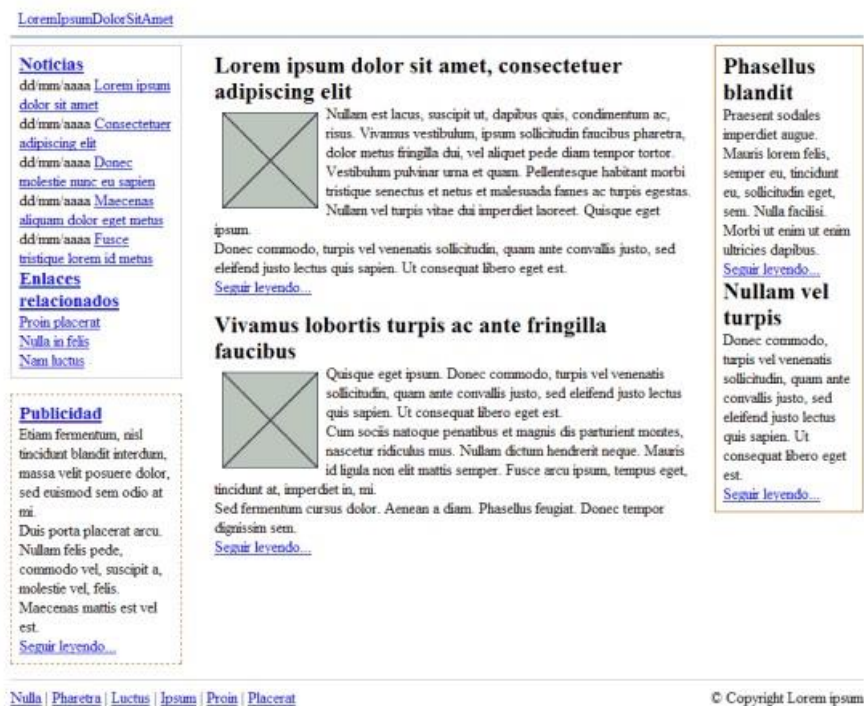 LoremIpsumDolorSitAmet
Noticias
dd/mm/aaaa Lorem ipsum
dolor sit amet
dd/mm/aaaa Consectetuer
adipiscing elit
dd/mm/aaaa Donec
molestie nunc eu sapien
dd/mm/aaaa Maecenas
aliquam dolor eget metus
dd/mm/aaaa Fusce
tristique lorem id metus
Enlaces
relacionados
Proin placerat
Nulla in felis
Nam luctus
Publicidad
Etiam fermentum, nisl
tincidunt blandit interdum,
massa velit posuere dolor,
sed euismod sem odio at
mi.
Duis porta placerat arcu.
Nullam felis pede,
commodo vel, suscipit a,
molestie vel, felis.
Maecenas mattis est vel
est.
Seguir leyendo...
Lorem ipsum dolor sit amet, consectetuer
adipiscing elit
Nullam est lacus, suscipit ut, dapibus quis, condimentum ac,
risus. Vivamus vestibulum, ipsum sollicitudin faucibus pharetra,
dolor metus fringilla dui, vel aliquet pede diam tempor tortor.
Vestibulum pulvinar urna et quam. Pellentesque habitant morbi
tristique senectus et netus et malesuada fames ac turpis egestas.
Nullam vel turpis vitae dui imperdiet laoreet. Quisque eget
ipsum.
Donec commodo, turpis vel venenatis sollicitudin, quam ante convallis justo, sed
eleifend justo lectus quis sapien. Ut consequat libero eget est.
Seguir leyendo...
Vivamus lobortis turpis ac ante fringilla
faucibus
Quisque eget ipsum. Donec commodo, turpis vel venenatis
sollicitudin, quam ante convallis justo, sed eleifend justo lectus
quis sapien. Ut consequat libero eget est.
Cum sociis natoque penatibus et magnis dis parturient montes,
nascetur ridiculus mus. Nullam dictum hendrerit neque. Mauris
id ligula non elit mattis semper. Fusce arcu ipsum, tempus eget,
tincidunt at, imperdiet in, mi.
Sed fermentum cursus dolor. Aenean a diam. Phasellus feugiat. Donec tempor
dignissim sem.
Seguir leyendo...
Phasellus
blandit
Praesent sodales
imperdiet augue.
Mauris lorem felis,
semper eu, tincidunt
eu, sollicitudin eget,
sem. Nulla facilisi.
Morbi ut enim ut enim
ultricies dapibus.
Seguir leyendo...
Nullam vel
turpis
Donec commodo,
turpis vel venenatis
sollicitudin, quam ante
convallis justo, sed
eleifend justo lectus
quis sapien. Ut
consequat libero eget
est.
Seguir leyendo...
Nulla | Pharetra | Luctus | Ipsum | Proin | Placerat
© Copyright Lorem ipsum